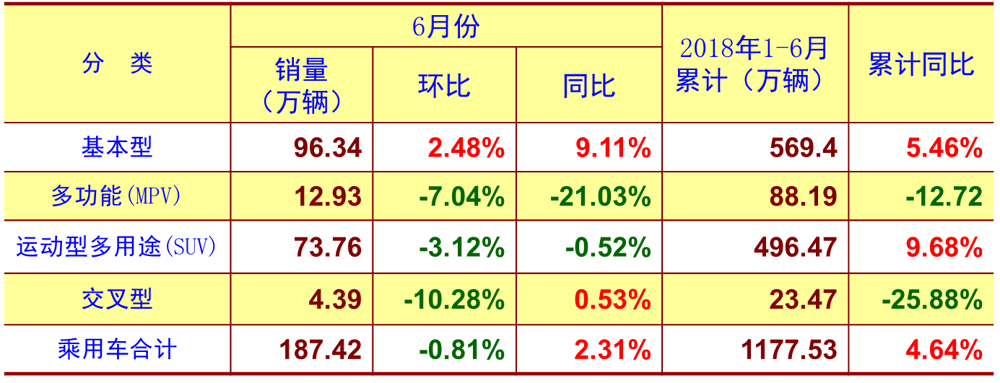 分 类
6月份
销量
（万辆）
环比
同比
2018年1-6月
累计（万辆）
累计同比
基本型 96.34 2.48% 9.11% 569.4 5.46%
多功能(MPV) 12.93 -7.04% -21.03% 88.19 -12.72
运动型多用途(SUV) 73.76 -3.12% -0.52% 496.47 9.68%
交叉型 4.39 -10.28% 0.53% 23.47 -25.88%
乘用车合计 187.42 -0.81% 2.31% 1177.53 4.64%